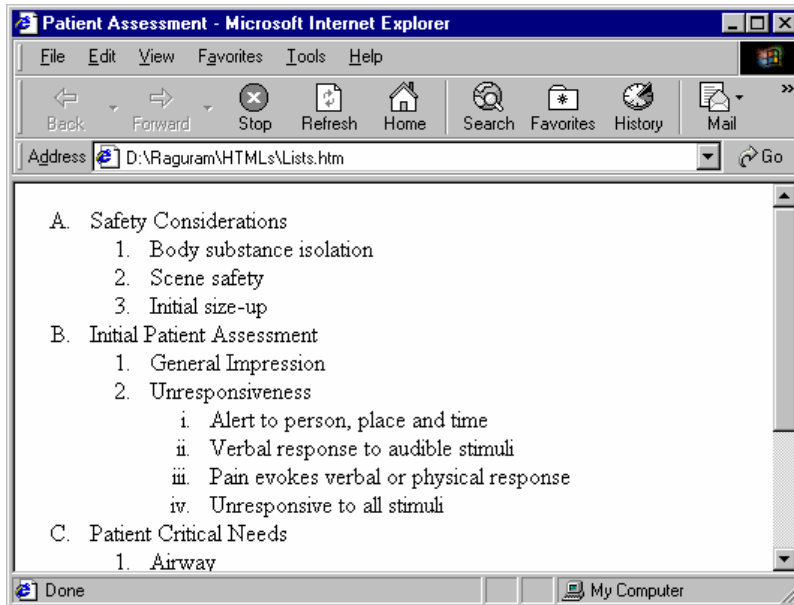 Patient Assessment - Microsoft Internet Explorer
File Edit View Favorites Tools Help
Back Forward Stop Refresh Home Search Favorites History Mail »
Address D:\Raguram\HTMLs\Lists.htm Go
A. Safety Considerations
1. Body substance isolation
2. Scene safety
3. Initial size-up
B. Initial Patient Assessment
1. General Impression
2. Unresponsiveness
i. Alert to person, place and time
ii. Verbal response to audible stimuli
iii. Pain evokes verbal or physical response
iv. Unresponsive to all stimuli
C. Patient Critical Needs
1. Airway
Done My Computer